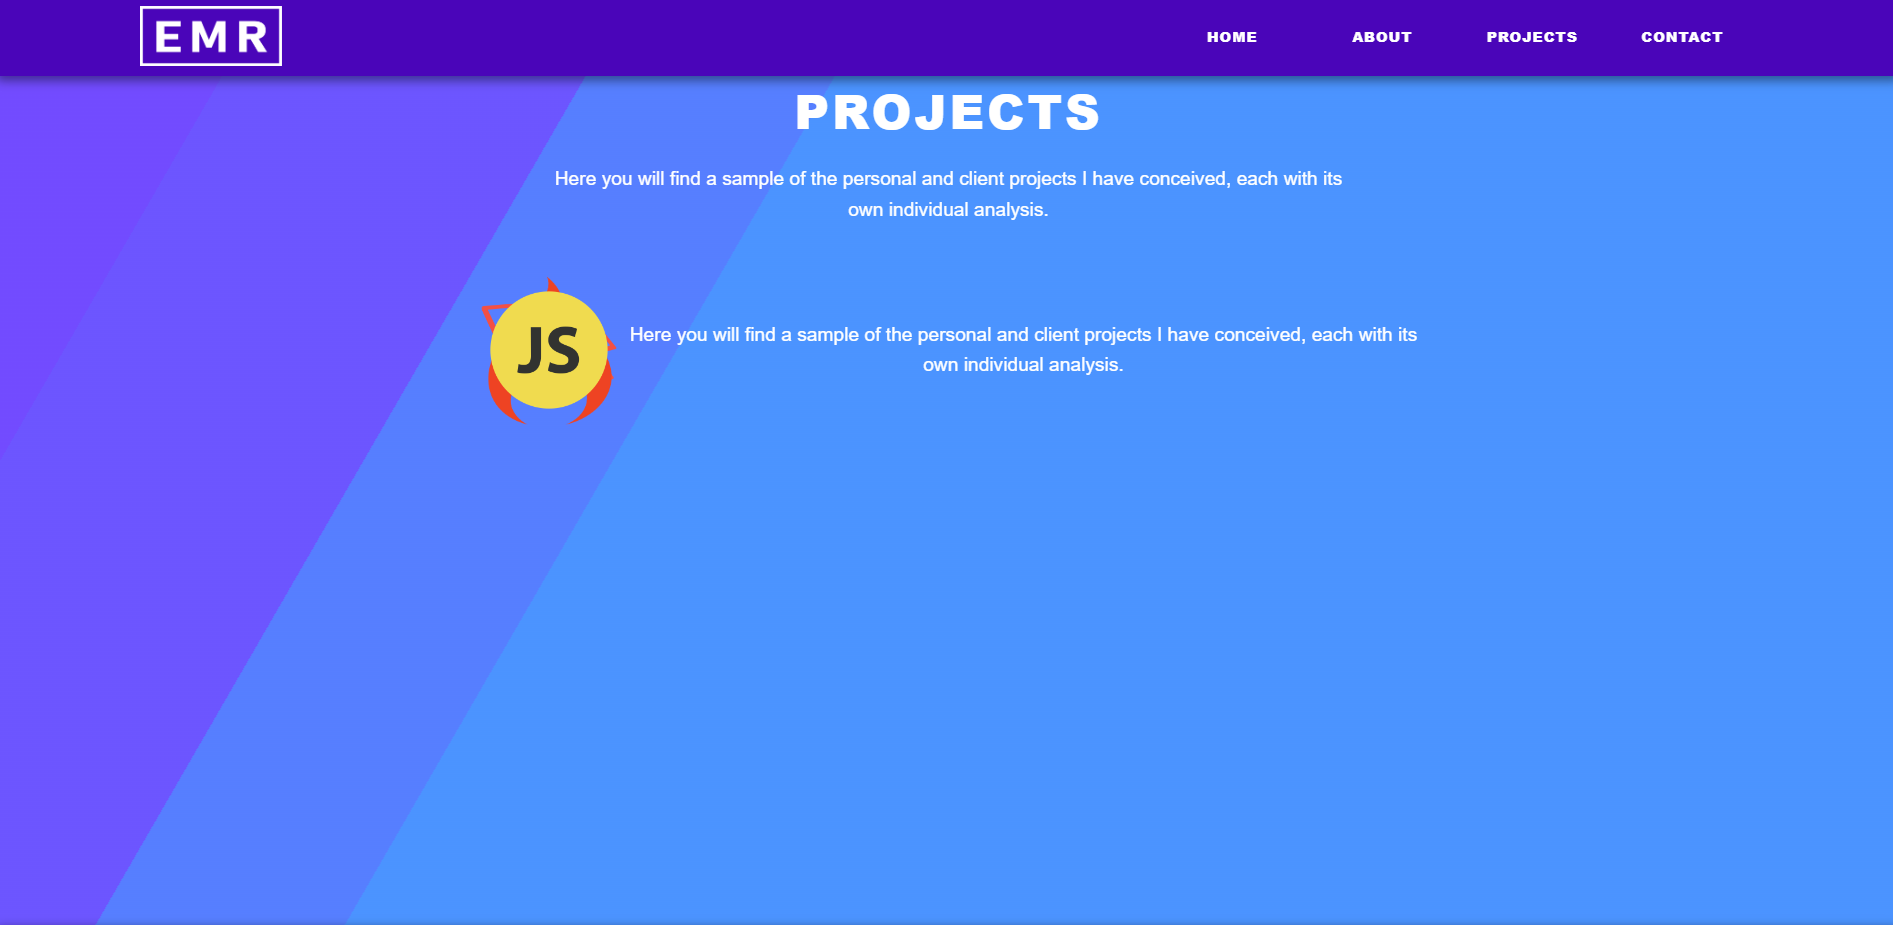 EMR
HOME ABOUT PROJECTS CONTACT
PROJECTS
Here you will find a sample of the personal and client projects I have conceived, each with its
own individual analysis.
JS
Here you will find a sample of the personal and client projects I have conceived, each with its
own individual analysis.